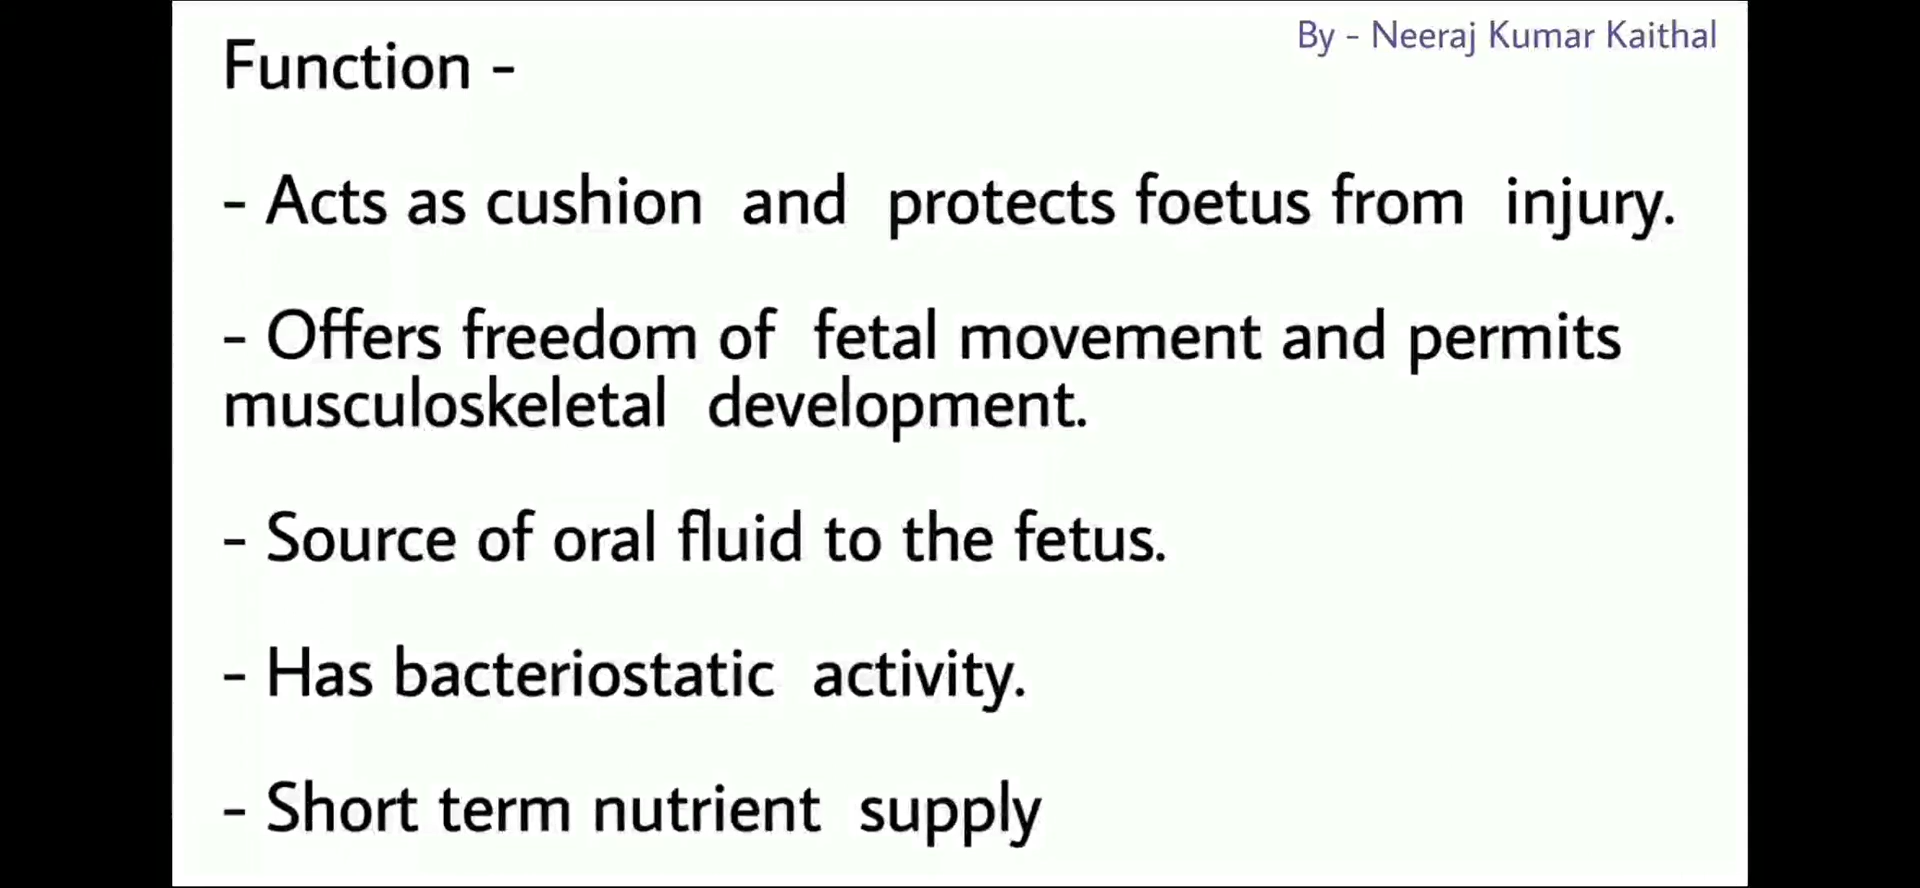 By - Neeraj Kumar Kaithal
Function -
- Acts as cushion and protects foetus from injury.
- Offers freedom of fetal movement and permits
musculoskeletal development.
- Source of oral fluid to the fetus.
- Has bacteriostatic activity.
- Short term nutrient supply